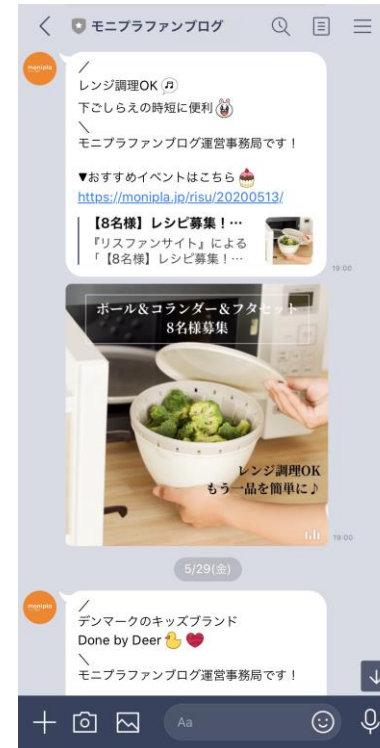 モニプラファンブログ
monipla
／
レンジ調理OK
下ごしらえの時短に便利
＼
モニプラファンブログ運営事務局です！
▼おすすめイベントはこちら
https://monipla.jp/risu/20200513/
【8名様】レシピ募集！…
『リスファンサイト』による
「【8名様】レシピ募集！…
19:00
ボール＆コランダー＆フタセット
8名様募集
レンジ調理OK
もう一品を簡単に♪
19:00
5/29(金)
monipla
／
デンマークのキッズブランド
Done by Deer
＼
モニプラファンブログ運営事務局です！
Aa